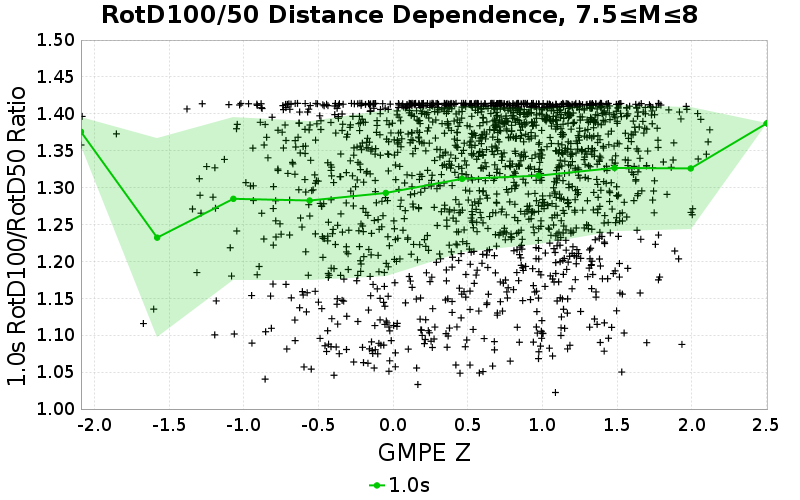 RotD100/50 Distance Dependence, 7.5≤M≤8
1.0s RotD100/RotD50 Ratio
1.50
1.45
1.40
1.35
1.30
1.25
1.20
1.15
1.10
1.05
1.00
-2.0 -1.5 -1.0 -0.5 0.0 0.5 1.0 1.5 2.0 2.5
GMPE Z
1.0s